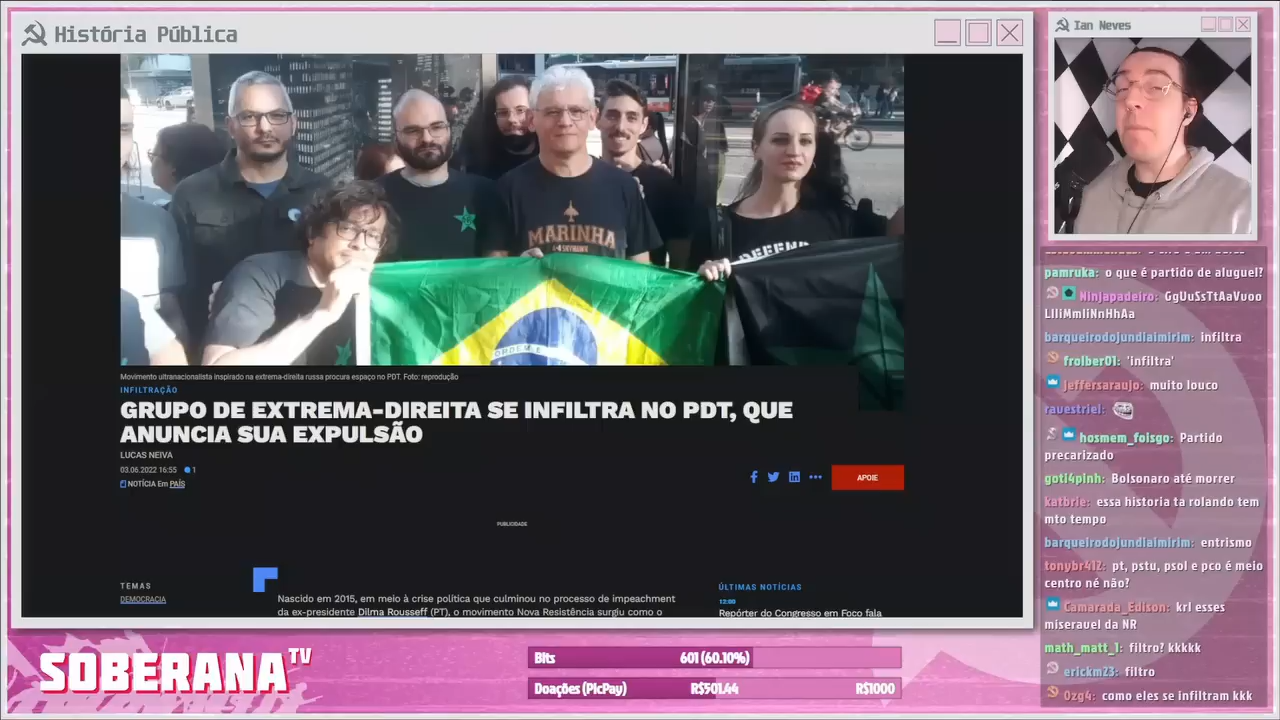 História Pública
MARINHA
A-4 SKYHAWK
DEFEND
ORDEM E
Movimento ultranacionalista inspirado na extrema-direita russa procura espaço no PDT. Foto: reprodução
INFILTRAÇÃO
GRUPO DE EXTREMA-DIREITA SE INFILTRA NO PDT, QUE
ANUNCIA SUA EXPULSÃO
LUCAS NEIVA
03.06.2022 16:55 1
NOTÍCIA Em PAÍS
APOIE
PUBLICIDADE
TEMAS
DEMOCRACIA
Nascido em 2015, em meio à crise política que culminou no processo de impeachment
da ex-presidente Dilma Rousseff (PT), o movimento Nova Resistência surgiu como o
ÚLTIMAS NOTÍCIAS
12:00
Repórter do Congresso em Foco fala
Ian Neves
pamruka: o que é partido de aluguel?
Ninjapadeiro: GgUuSsTtAaVuoo
LlIiMmIiNnHhAa
barqueirodojundiaimirim: infiltra
frolber01: 'infiltra'
jeffersaraujo: muito louco
ravestriel:
hosmem_foisgo: Partido
precarizado
goti4pinh: Bolsonaro até morrer
katbrie: essa historia ta rolando tem
mto tempo
barqueirodojundiaimirim: entrismo
tonybr412: pt, pstu, psol e pco é meio
centro né não?
Camarada_Edison: krl esses
miseravel da NR
math_matt_1: filtro? kkkkk
erickm23: filtro
Ozg4: como eles se infiltram kkk
SOBERANA TV
Bits 601 (60.10%)
Doações (PicPay) R$501.44 R$1000